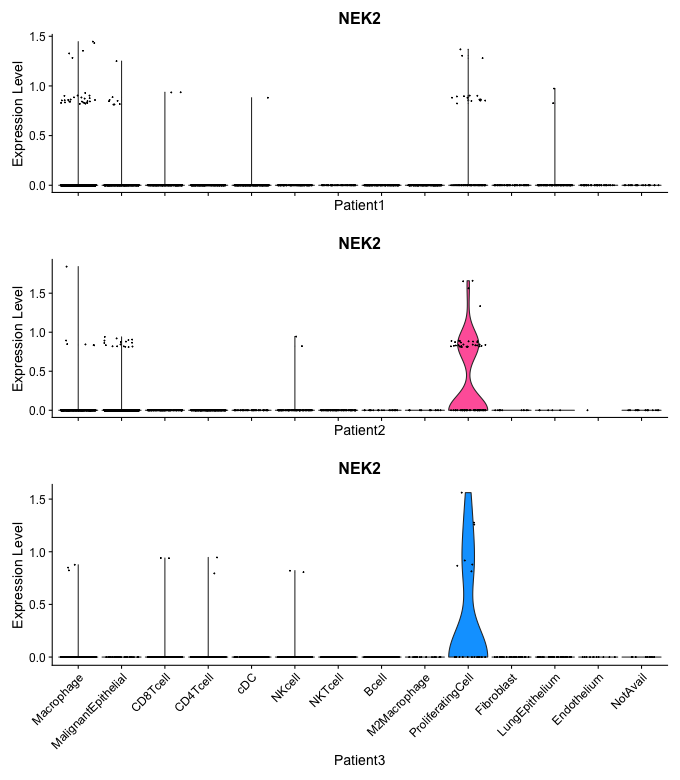 NEK2
Expression Level
1.5
1.0
0.5
0.0
Patient1
NEK2
Expression Level
1.5
1.0
0.5
0.0
Patient2
NEK2
Expression Level
1.5
1.0
0.5
0.0
Macrophage
MalignantEpithelial
CD8Tcell
CD4Tcell
cDC
NKcell
NKTcell
Bcell
M2Macrophage
ProliferatingCell
Fibroblast
LungEpithelium
Endothelium
NotAvail
Patient3